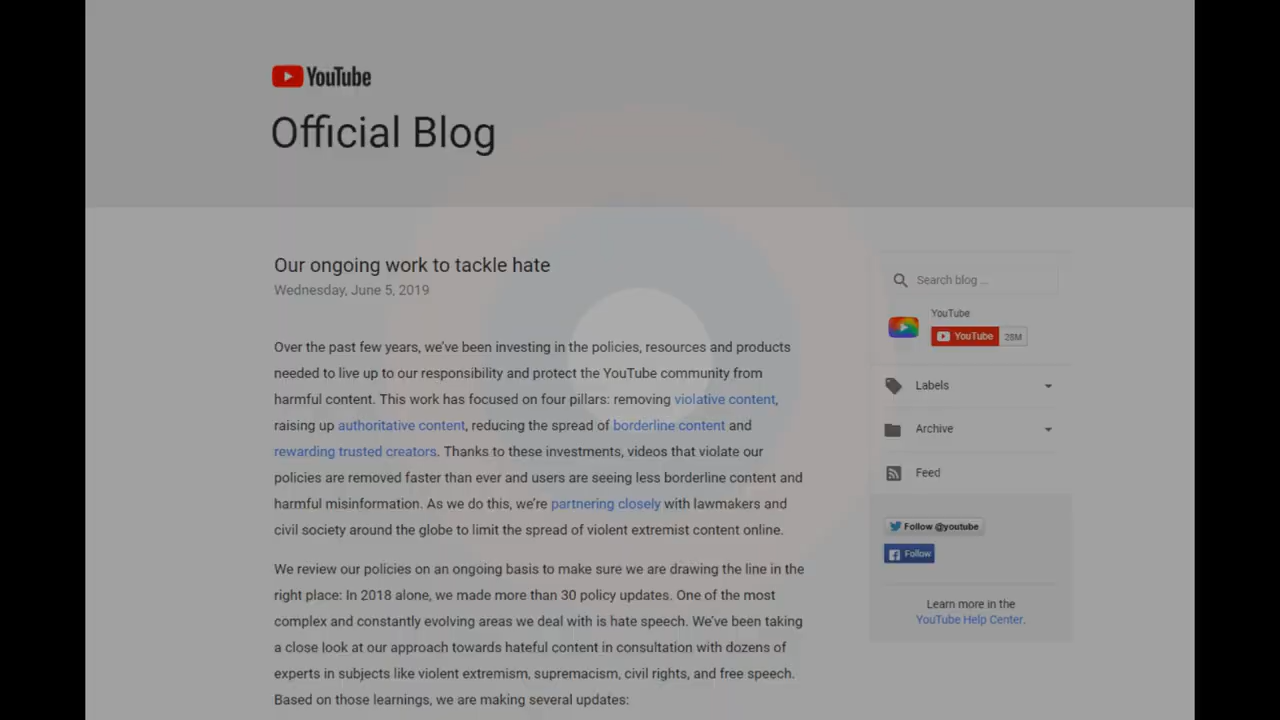 YouTube
Official Blog
Our ongoing work to tackle hate
Wednesday, June 5, 2019
Over the past few years, we've been investing in the policies, resources and products
needed to live up to our responsibility and protect the YouTube community from
harmful content. This work has focused on four pillars: removing violative content,
raising up authoritative content, reducing the spread of borderline content and
rewarding trusted creators. Thanks to these investments, videos that violate our
policies are removed faster than ever and users are seeing less borderline content and
harmful misinformation. As we do this, we're partnering closely with lawmakers and
civil society around the globe to limit the spread of violent extremist content online.
We review our policies on an ongoing basis to make sure we are drawing the line in the
right place: In 2018 alone, we made more than 30 policy updates. One of the most
complex and constantly evolving areas we deal with is hate speech. We've been taking
a close look at our approach towards hateful content in consultation with dozens of
experts in subjects like violent extremism, supremacism, civil rights, and free speech.
Based on those learnings, we are making several updates:
Search blog ...
YouTube
YouTube 28M
Labels
Archive
Feed
Follow @youtube
Follow
Learn more in the
YouTube Help Center.